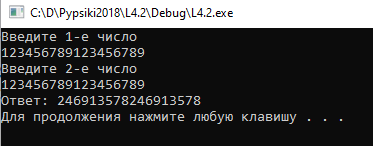 C:\D\Pypsiki2018\L4.2\Debug\L4.2.exe
Введите 1-е число
123456789123456789
Введите 2-е число
123456789123456789
Ответ: 246913578246913578
Для продолжения нажмите любую клавишу . . .